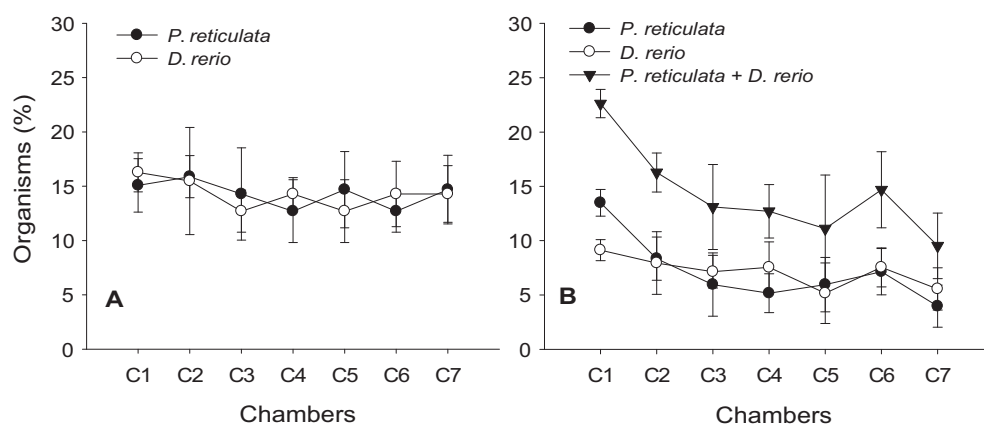 Organisms (%)
30
25
20
15
10
5
0
P. reticulata
D. rerio
A
C1 C2 C3 C4 C5 C6 C7
Chambers
30
25
20
15
10
5
0
P. reticulata
D. rerio
P. reticulata + D. rerio
B
C1 C2 C3 C4 C5 C6 C7
Chambers